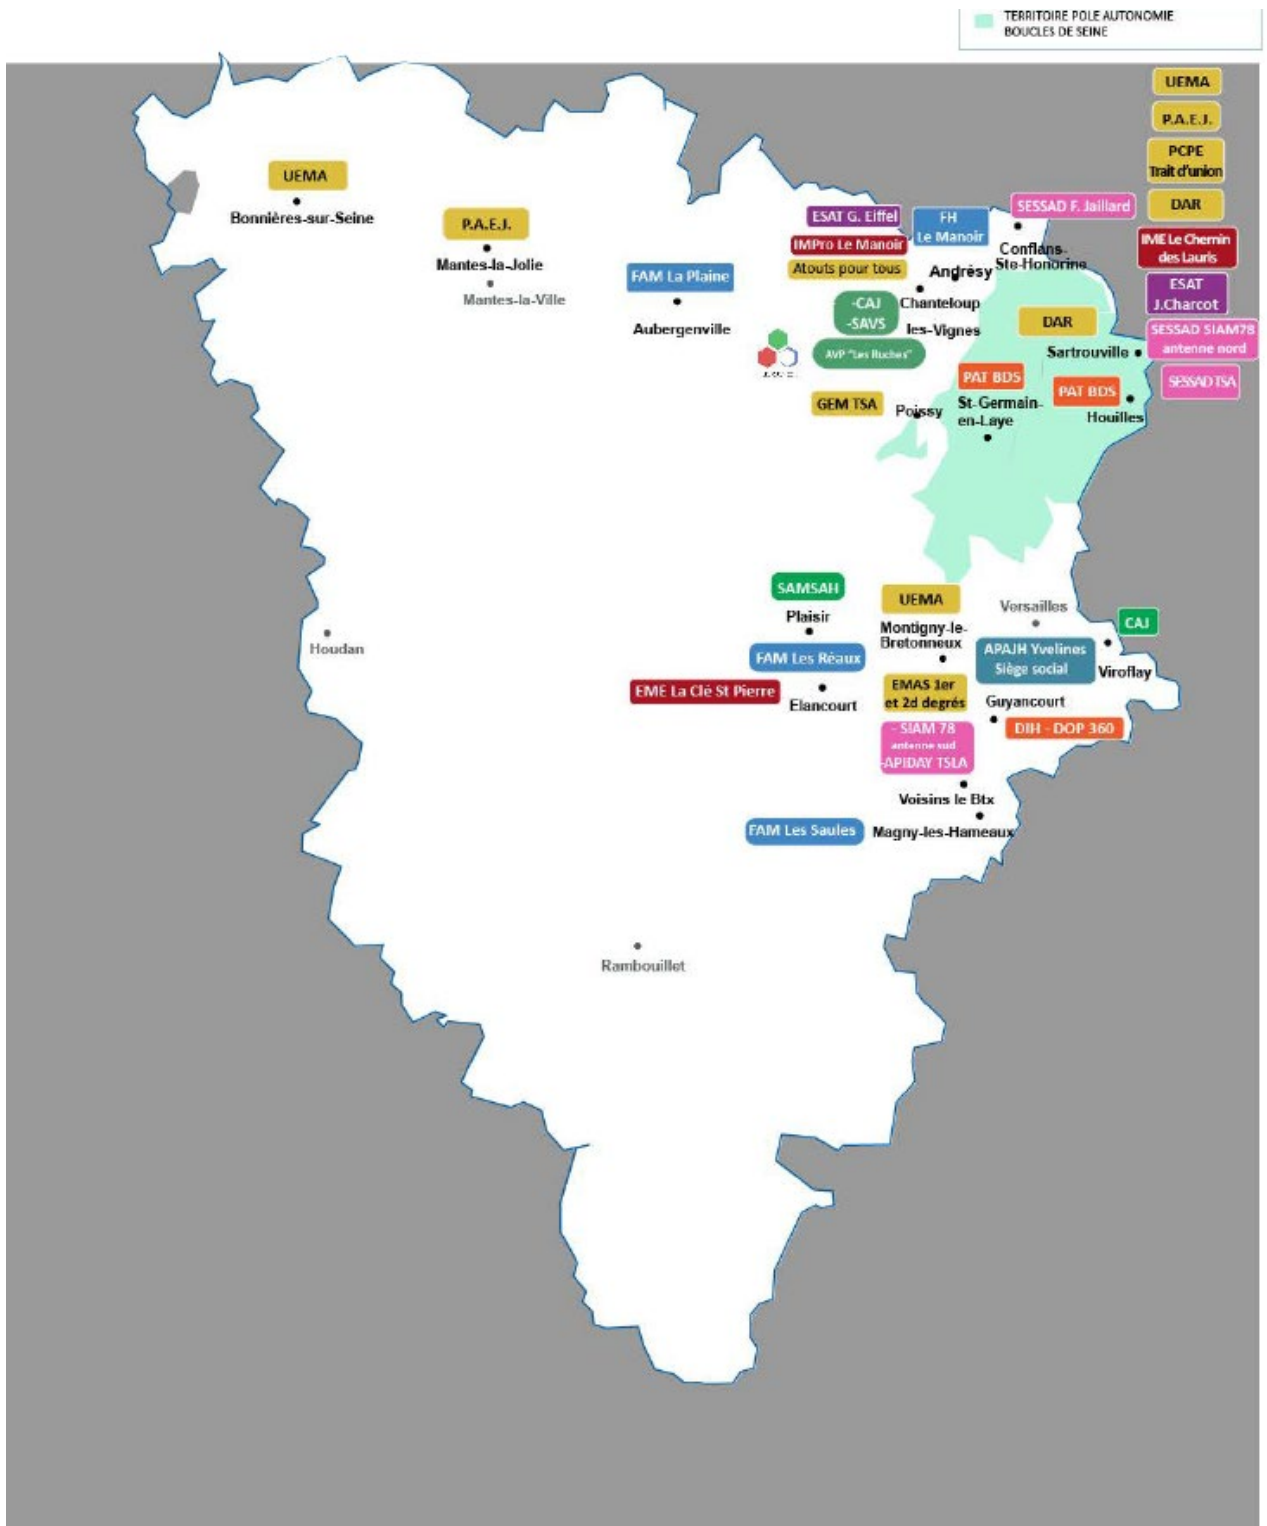 TERRITOIRE POLE AUTONOMIE
BOUCLES DE SEINE
UEMA
P.A.E.J.
PCPE
Trait d'union
DAR
IME Le Chemin
des Lauris
ESAT
J.Charcot
SESSAD SIAM78
antenne nord
SESSAD TSA
UEMA
Bonnières-sur-Seine
P.A.E.J.
Mantes-la-Jolie
Mantes-la-Ville
FAM La Plaine
Aubergenville
ESAT G. Eiffel
IMPro Le Manoir
Atouts pour tous
FH
Le Manoir
SESSAD F. Jaillard
Conflans-
Ste-Honorine
Andrésy
-CAJ
-SAVS
Chanteloup
les-Vignes
AVP "Les Ruches"
DAR
Sartrouville
PAT BDS
St-Germain-
en-Laye
PAT BDS
Houilles
GEM TSA
Poissy
SAMSAH
Plaisir
FAM Les Réaux
EME La Clé St Pierre
Elancourt
UEMA
Montigny-le-
Bretonneux
EMAS 1er
et 2d degrés
- SIAM 78
antenne sud
-APIDAY TSLA
Voisins le Btx
Versailles
APAJH Yvelines
Siège social
CAJ
Viroflay
Guyancourt
DIH - DOP 360
FAM Les Saules
Magny-les-Hameaux
Houdan
Rambouillet